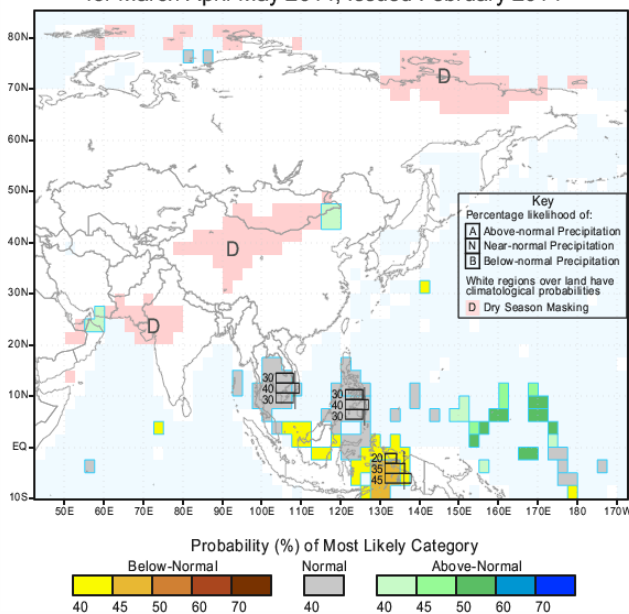 80N
70N
60N
50N
40N
30N
20N
10N
EQ
10S
50E 60E 70E 80E 90E 100E 110E 120E 130E 140E 150E 160E 170E 180 170W
D
D
D
Key
Percentage likelihood of:
A Above-normal Precipitation
N Near-normal Precipitation
B Below-normal Precipitation
White regions over land have
climatological probabilities
D Dry Season Masking
30
40
30
30
40
30
20
35
45
Probability (%) of Most Likely Category
Below-Normal Normal Above-Normal
40 45 50 60 70 40 40 45 50 60 70